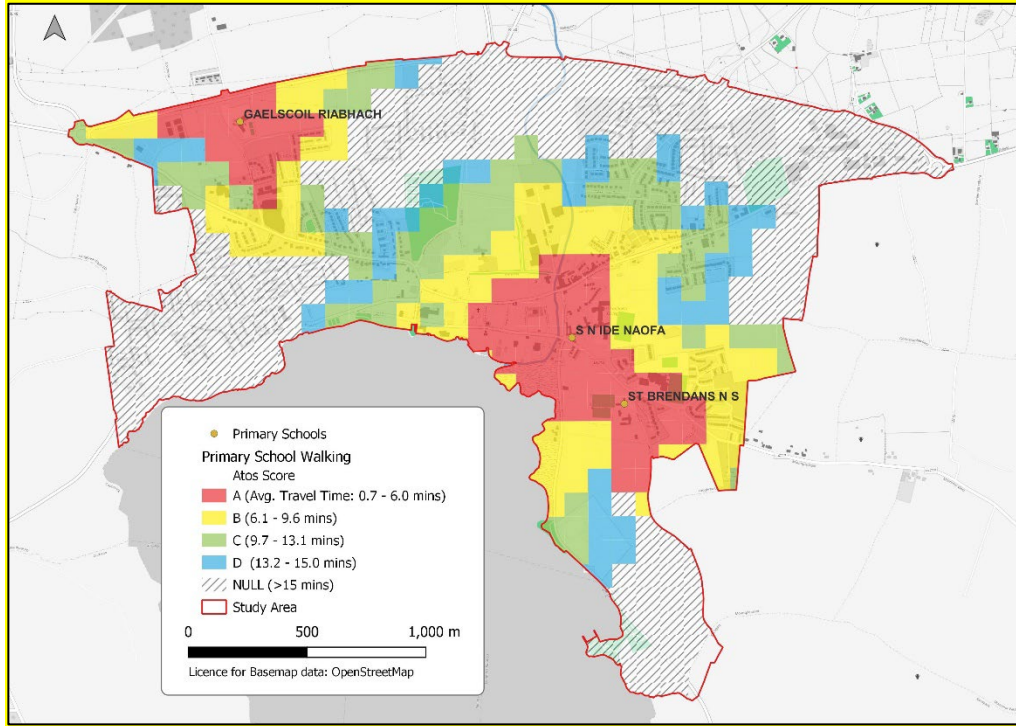 GAELSCOIL RIABHACH
S N IDE NAOFA
ST BRENDANS N S
Primary Schools
Primary School Walking
Atos Score
A (Avg. Travel Time: 0.7 - 6.0 mins)
B (6.1 - 9.6 mins)
C (9.7 - 13.1 mins)
D (13.2 - 15.0 mins)
NULL (>15 mins)
Study Area
0 500 1,000 m
Licence for Basemap data: OpenStreetMap